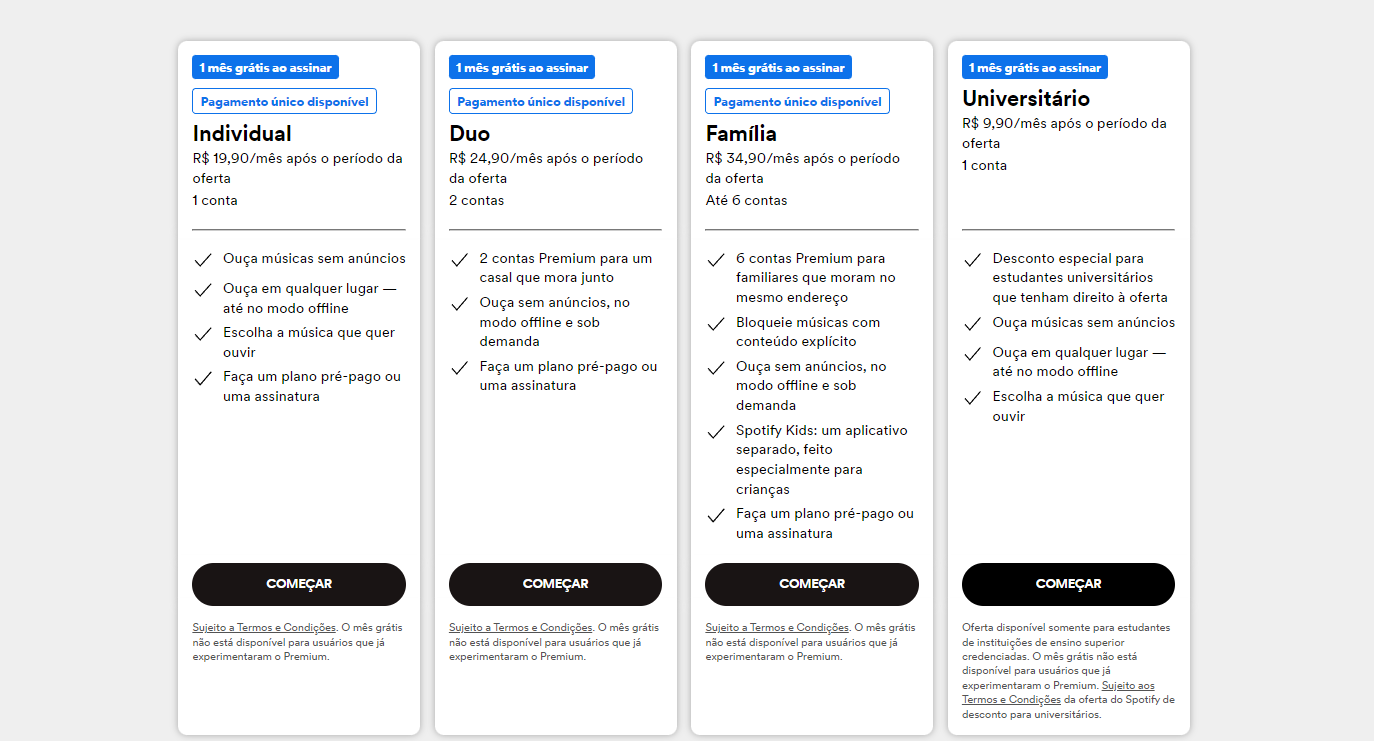 1 mês grátis ao assinar
Pagamento único disponível
Individual
R$ 19,90/mês após o período da
oferta
1 conta
Ouça músicas sem anúncios
Ouça em qualquer lugar —
até no modo offline
Escolha a música que quer
ouvir
Faça um plano pré-pago ou
uma assinatura
COMEÇAR
Sujeito a Termos e Condições. O mês grátis
não está disponível para usuários que já
experimentaram o Premium.
1 mês grátis ao assinar
Pagamento único disponível
Duo
R$ 24,90/mês após o período
da oferta
2 contas
2 contas Premium para um
casal que mora junto
Ouça sem anúncios, no
modo offline e sob
demanda
Faça um plano pré-pago ou
uma assinatura
COMEÇAR
Sujeito a Termos e Condições. O mês grátis
não está disponível para usuários que já
experimentaram o Premium.
1 mês grátis ao assinar
Pagamento único disponível
Família
R$ 34,90/mês após o período
da oferta
Até 6 contas
6 contas Premium para
familiares que moram no
mesmo endereço
Bloqueie músicas com
conteúdo explícito
Ouça sem anúncios, no
modo offline e sob
demanda
Spotify Kids: um aplicativo
separado, feito
especialmente para
crianças
Faça um plano pré-pago ou
uma assinatura
COMEÇAR
Sujeito a Termos e Condições. O mês grátis
não está disponível para usuários que já
experimentaram o Premium.
1 mês grátis ao assinar
Universitário
R$ 9,90/mês após o período da
oferta
1 conta
Desconto especial para
estudantes universitários
que tenham direito à oferta
Ouça músicas sem anúncios
Ouça em qualquer lugar —
até no modo offline
Escolha a música que quer
ouvir
COMEÇAR
Oferta disponível somente para estudantes
de instituições de ensino superior
credenciadas. O mês grátis não está
disponível para usuários que já
experimentaram o Premium. Sujeito aos
Termos e Condições da oferta do Spotify de
desconto para universitários.